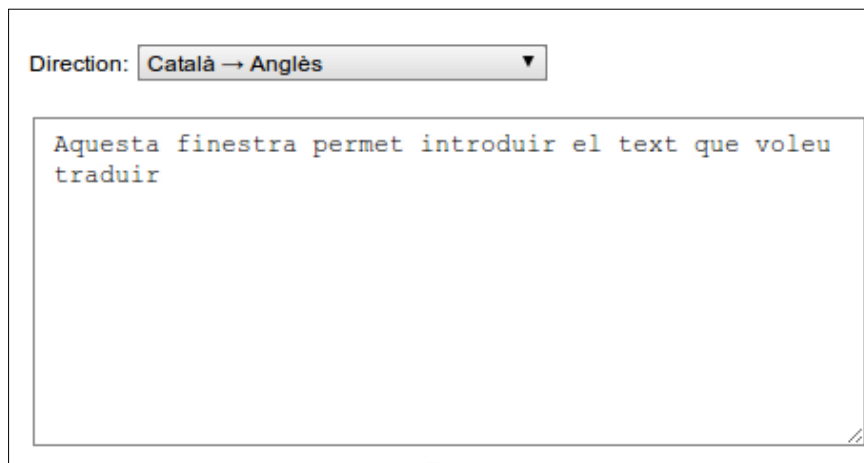 Direction: Català → Anglès ▼
Aquesta finestra permet introduir el text que voleu
traduir